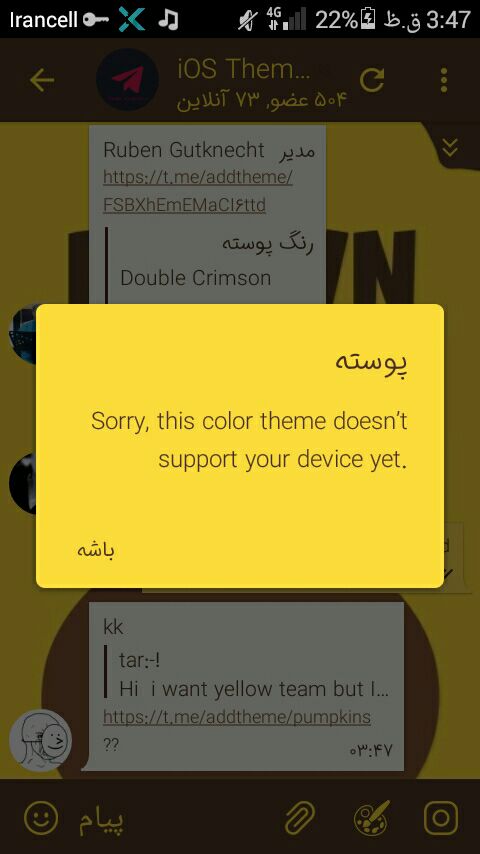 Irancell 4G 22% ق.ظ 3:47
iOS Them...
۵۰۴ عضو, ۷۳ آنلاین
Ruben Gutknecht مدیر
https://t.me/addtheme/
رنگ پوسته
Double Crimson
پوسته
Sorry, this color theme doesn't
support your device yet.
باشه
kk
tar:-!
Hi i want yellow team but I...
https://t.me/addtheme/pumpkins
??
۰۳:۴۷
پیام